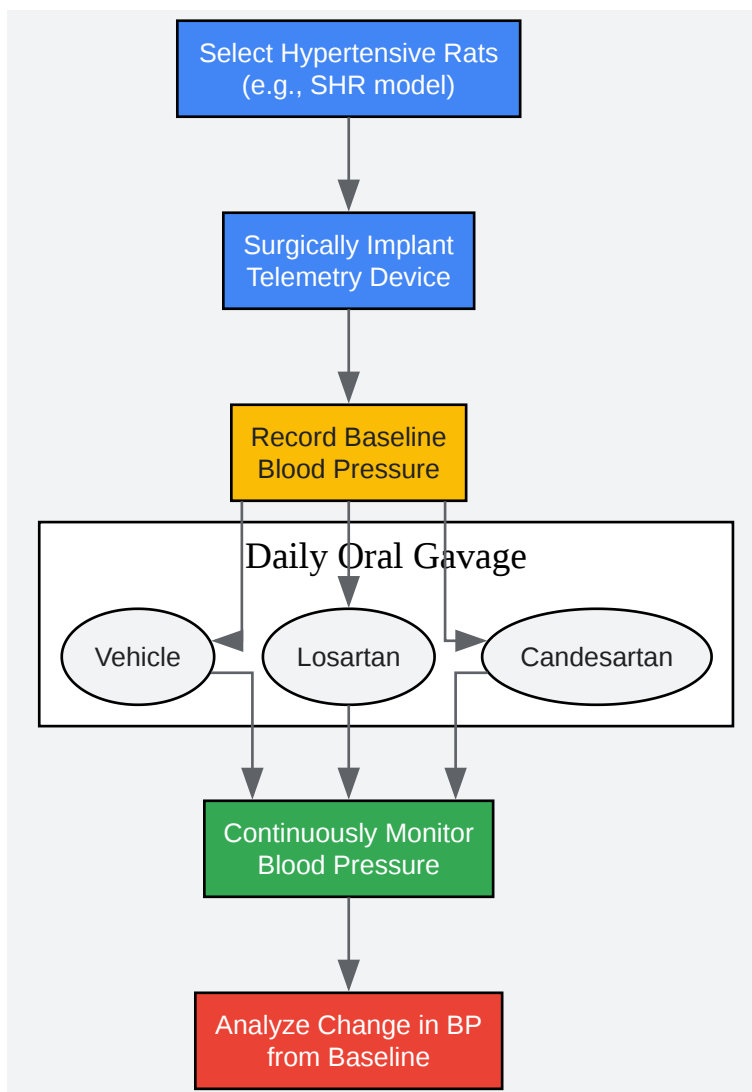 Select Hypertensive Rats
(e.g., SHR model)
Surgically Implant
Telemetry Device
Record Baseline
Blood Pressure
Daily Oral Gavage
Vehicle
Losartan
Candesartan
Continuously Monitor
Blood Pressure
Analyze Change in BP
from Baseline